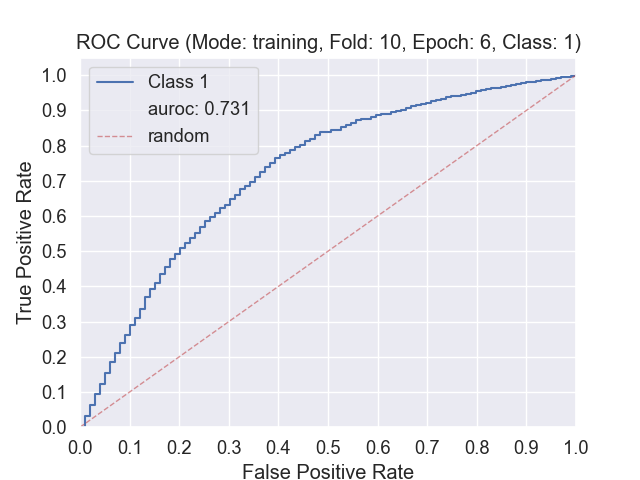 ROC Curve (Mode: training, Fold: 10, Epoch: 6, Class: 1)
1.0
0.9
0.8
0.7
0.6
0.5
0.4
0.3
0.2
0.1
0.0
True Positive Rate
Class 1
auroc: 0.731
random
0.0 0.1 0.2 0.3 0.4 0.5 0.6 0.7 0.8 0.9 1.0
False Positive Rate